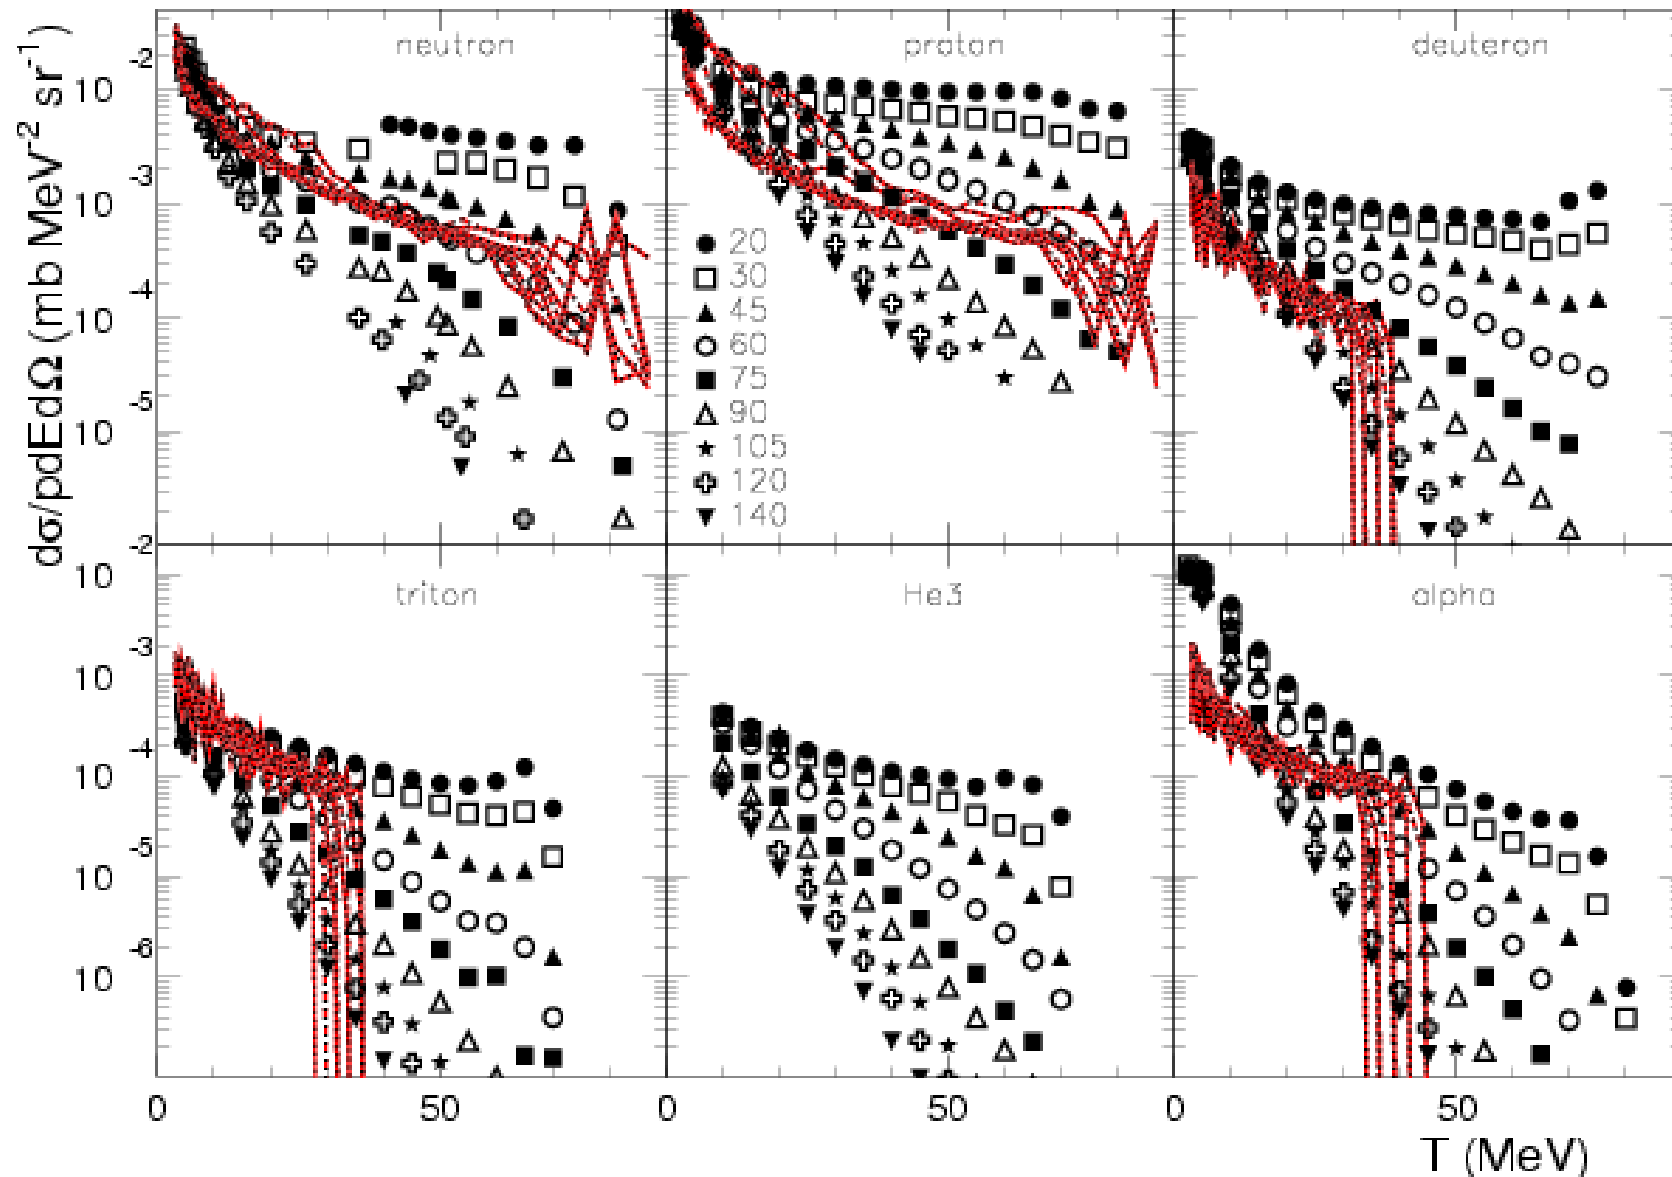 dσ/pdEdΩ (mb MeV⁻² sr⁻¹)
neutron
proton
deuteron
10⁻²
10⁻³
10⁻⁴
10⁻⁵
20
30
45
60
75
90
105
120
140
triton
He3
alpha
10⁻²
10⁻³
10⁻⁴
10⁻⁵
10⁻⁶
0 50 0 50 0 50
T (MeV)